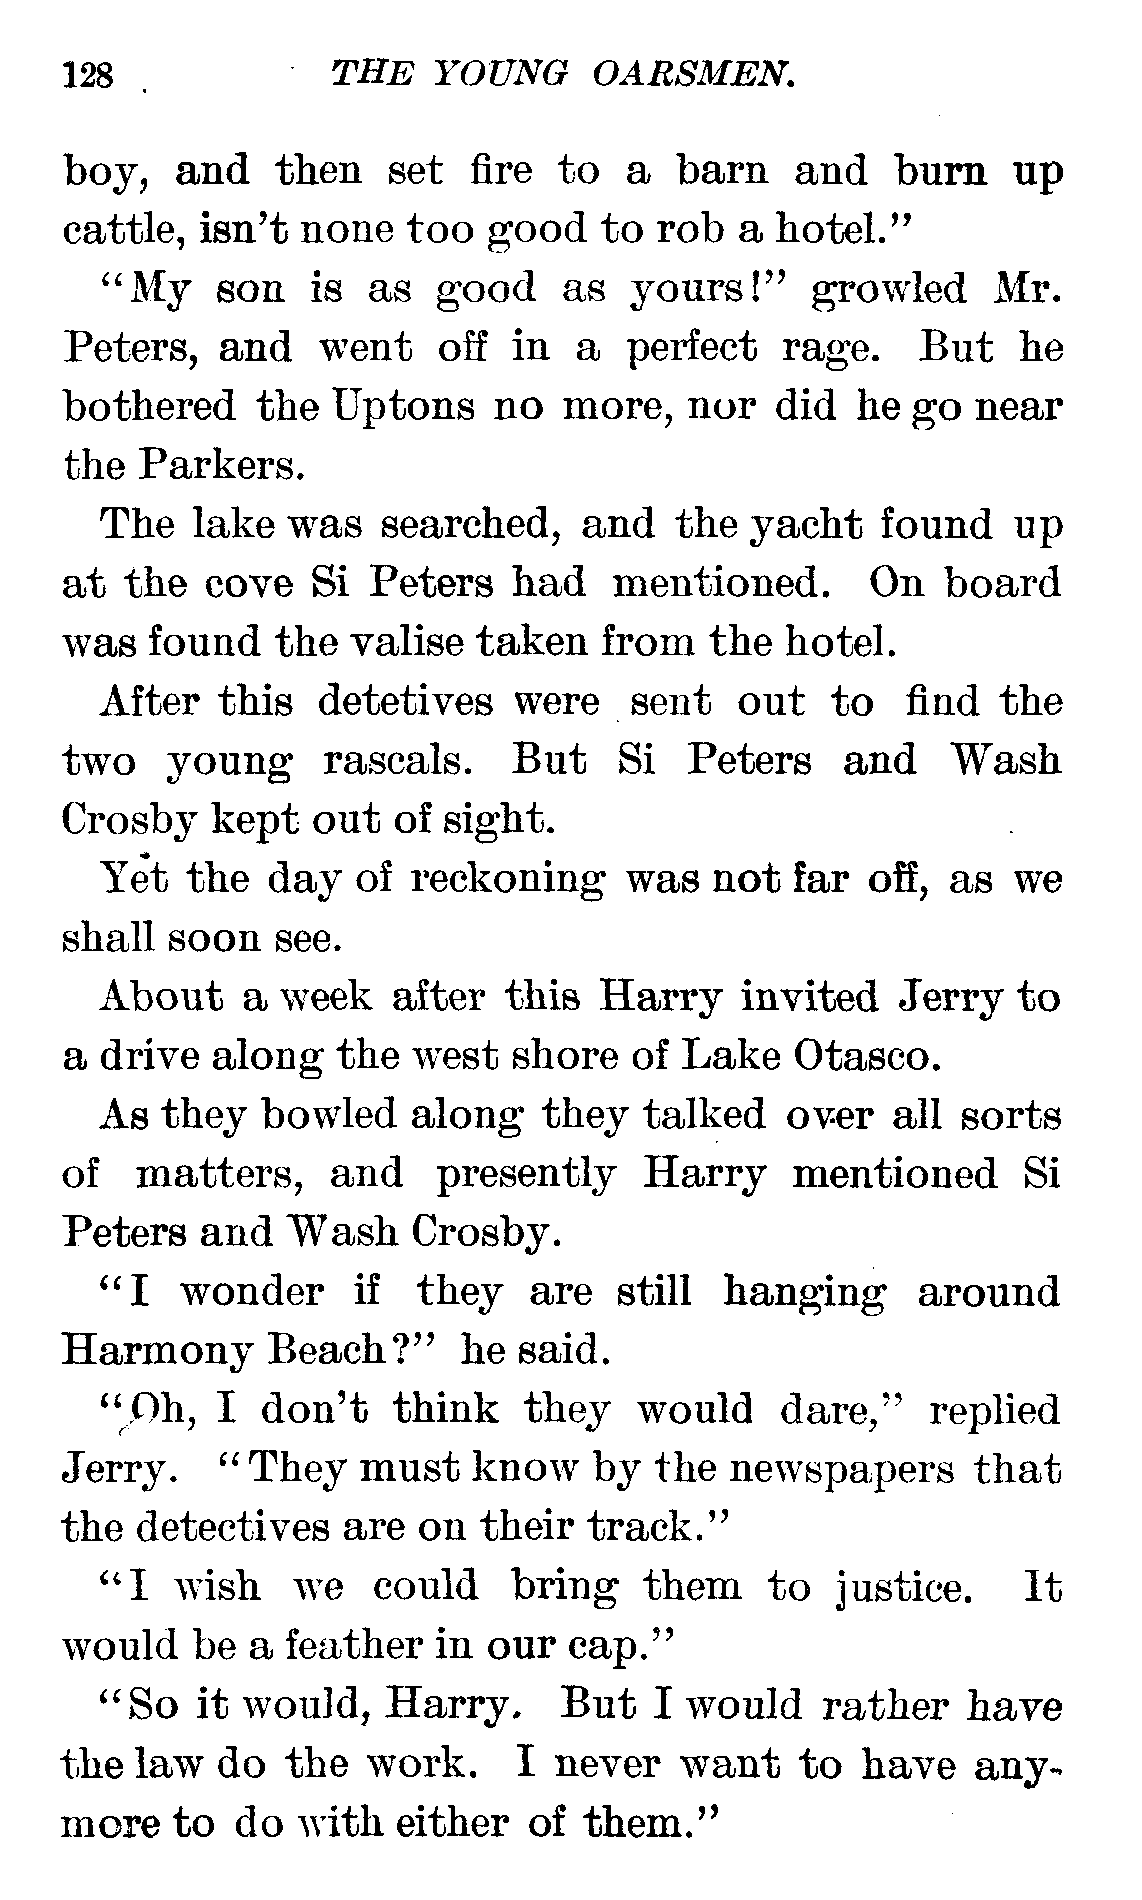 128 THE YOUNG OARSMEN.
boy, and then set fire to a barn and burn up
cattle, isn't none too good to rob a hotel."
"My son is as good as yours!" growled Mr.
Peters, and went off in a perfect rage. But he
bothered the Uptons no more, nor did he go near
the Parkers.
The lake was searched, and the yacht found up
at the cove Si Peters had mentioned. On board
was found the valise taken from the hotel.
After this detetives were sent out to find the
two young rascals. But Si Peters and Wash
Crosby kept out of sight.
Yet the day of reckoning was not far off, as we
shall soon see.
About a week after this Harry invited Jerry to
a drive along the west shore of Lake Otasco.
As they bowled along they talked over all sorts
of matters, and presently Harry mentioned Si
Peters and Wash Crosby.
"I wonder if they are still hanging around
Harmony Beach?" he said.
"Oh, I don't think they would dare," replied
Jerry. "They must know by the newspapers that
the detectives are on their track."
"I wish we could bring them to justice. It
would be a feather in our cap."
"So it would, Harry. But I would rather have
the law do the work. I never want to have any-
more to do with either of them."